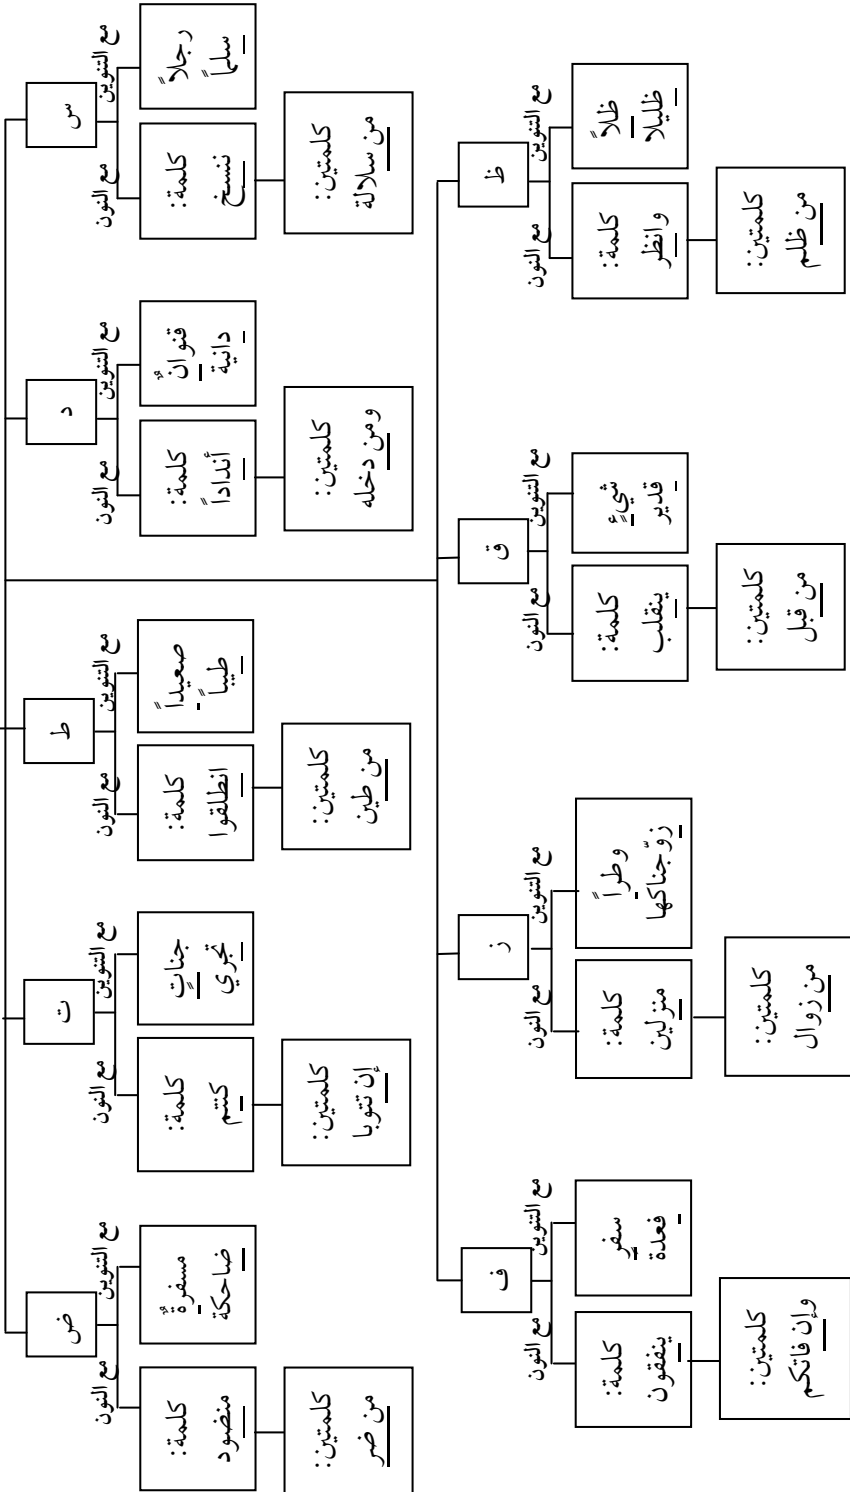 س
مع التنوين
مع النون
رجلاً
سلماً
كلمة:
ننسخ
كلمتين:
من سلالة
د
مع التنوين
مع النون
قنوانٌ
دانية
كلمة:
أنداداً
كلمتين:
ومن دخله
ط
مع التنوين
مع النون
صعيداً
طيباً
كلمة:
انطلقوا
كلمتين:
من طين
ت
مع التنوين
مع النون
جناتٍ
تجري
كلمة:
كنتم
كلمتين:
إن تتوبا
ض
مع التنوين
مع النون
مسفرةٌ
ضاحكة
كلمة:
منضود
كلمتين:
من ضر
ظ
مع التنوين
مع النون
ظلاً
ظليلا
كلمة:
وانظر
كلمتين:
من ظلم
ق
مع التنوين
مع النون
شيءٍ
قدير
كلمة:
ينقلب
كلمتين:
من قبل
ز
مع التنوين
مع النون
وطراً
زوّجناكها
كلمة:
منزلين
كلمتين:
من زوال
ف
مع التنوين
مع النون
سفرٍ
فعدة
كلمة:
ينفقون
كلمتين:
وإن فاتكم